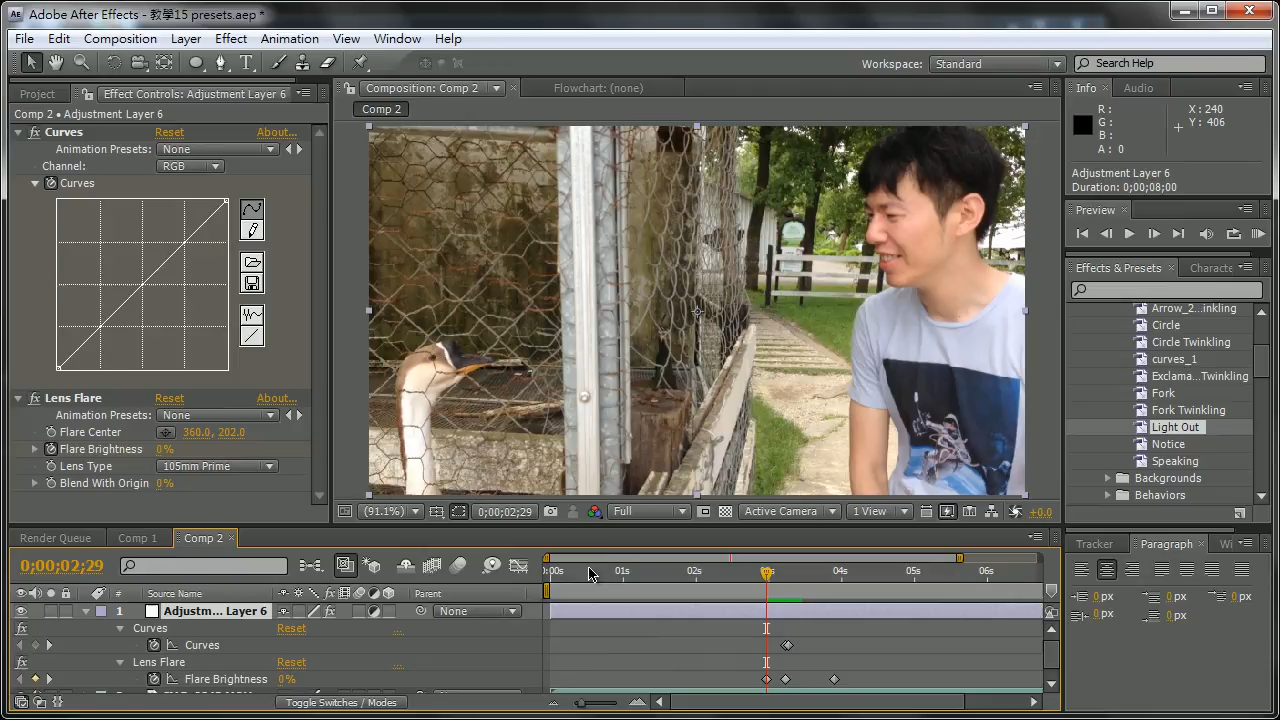 Adobe After Effects - 教學15 presets.aep *
File Edit Composition Layer Effect Animation View Window Help
Workspace: Standard Search Help
Project Effect Controls: Adjustment Layer 6
Comp 2 • Adjustment Layer 6
Curves Reset About...
Animation Presets: None
Channel: RGB
Curves
Lens Flare Reset About...
Animation Presets: None
Flare Center 360.0, 202.0
Flare Brightness 0%
Lens Type 105mm Prime
Blend With Origin 0%
Composition: Comp 2 Flowchart: (none)
Comp 2
(91.1%) 0;00;02;29 Full Active Camera 1 View +0.0
Info Audio
R: X: 240
G: Y: 406
B:
A: 0
Adjustment Layer 6
Duration: 0;00;08;00
Preview
Effects & Presets Characte
Arrow_2...inkling
Circle
Circle Twinkling
curves_1
Exclama...Twinkling
Fork
Fork Twinkling
Light Out
Notice
Speaking
Backgrounds
Behaviors
Tracker Paragraph Wi
0 px 0 px 0 px
0 px 0 px
Render Queue Comp 1 Comp 2
0;00;02;29
Source Name Parent
1 Adjustm... Layer 6 None
Curves Reset ...
Curves
Lens Flare Reset ...
Flare Brightness 0%
Toggle Switches / Modes
:00s 01s 02s 04s 05s 06s